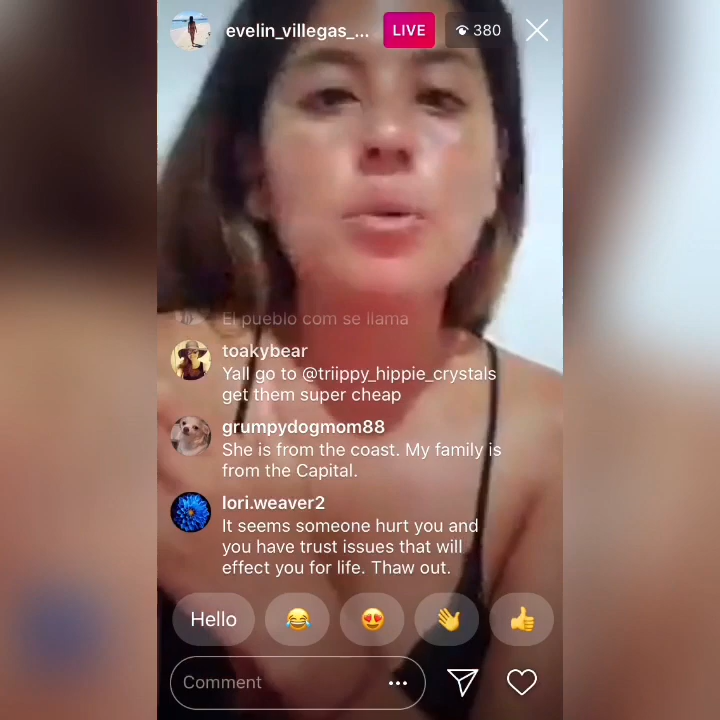 evelin_villegas_...
LIVE
380
El pueblo com se llama
toakybear
Yall go to @triippy_hippie_crystals
get them super cheap
grumpydogmom88
She is from the coast. My family is
from the Capital.
lori.weaver2
It seems someone hurt you and
you have trust issues that will
effect you for life. Thaw out.
Hello
Comment